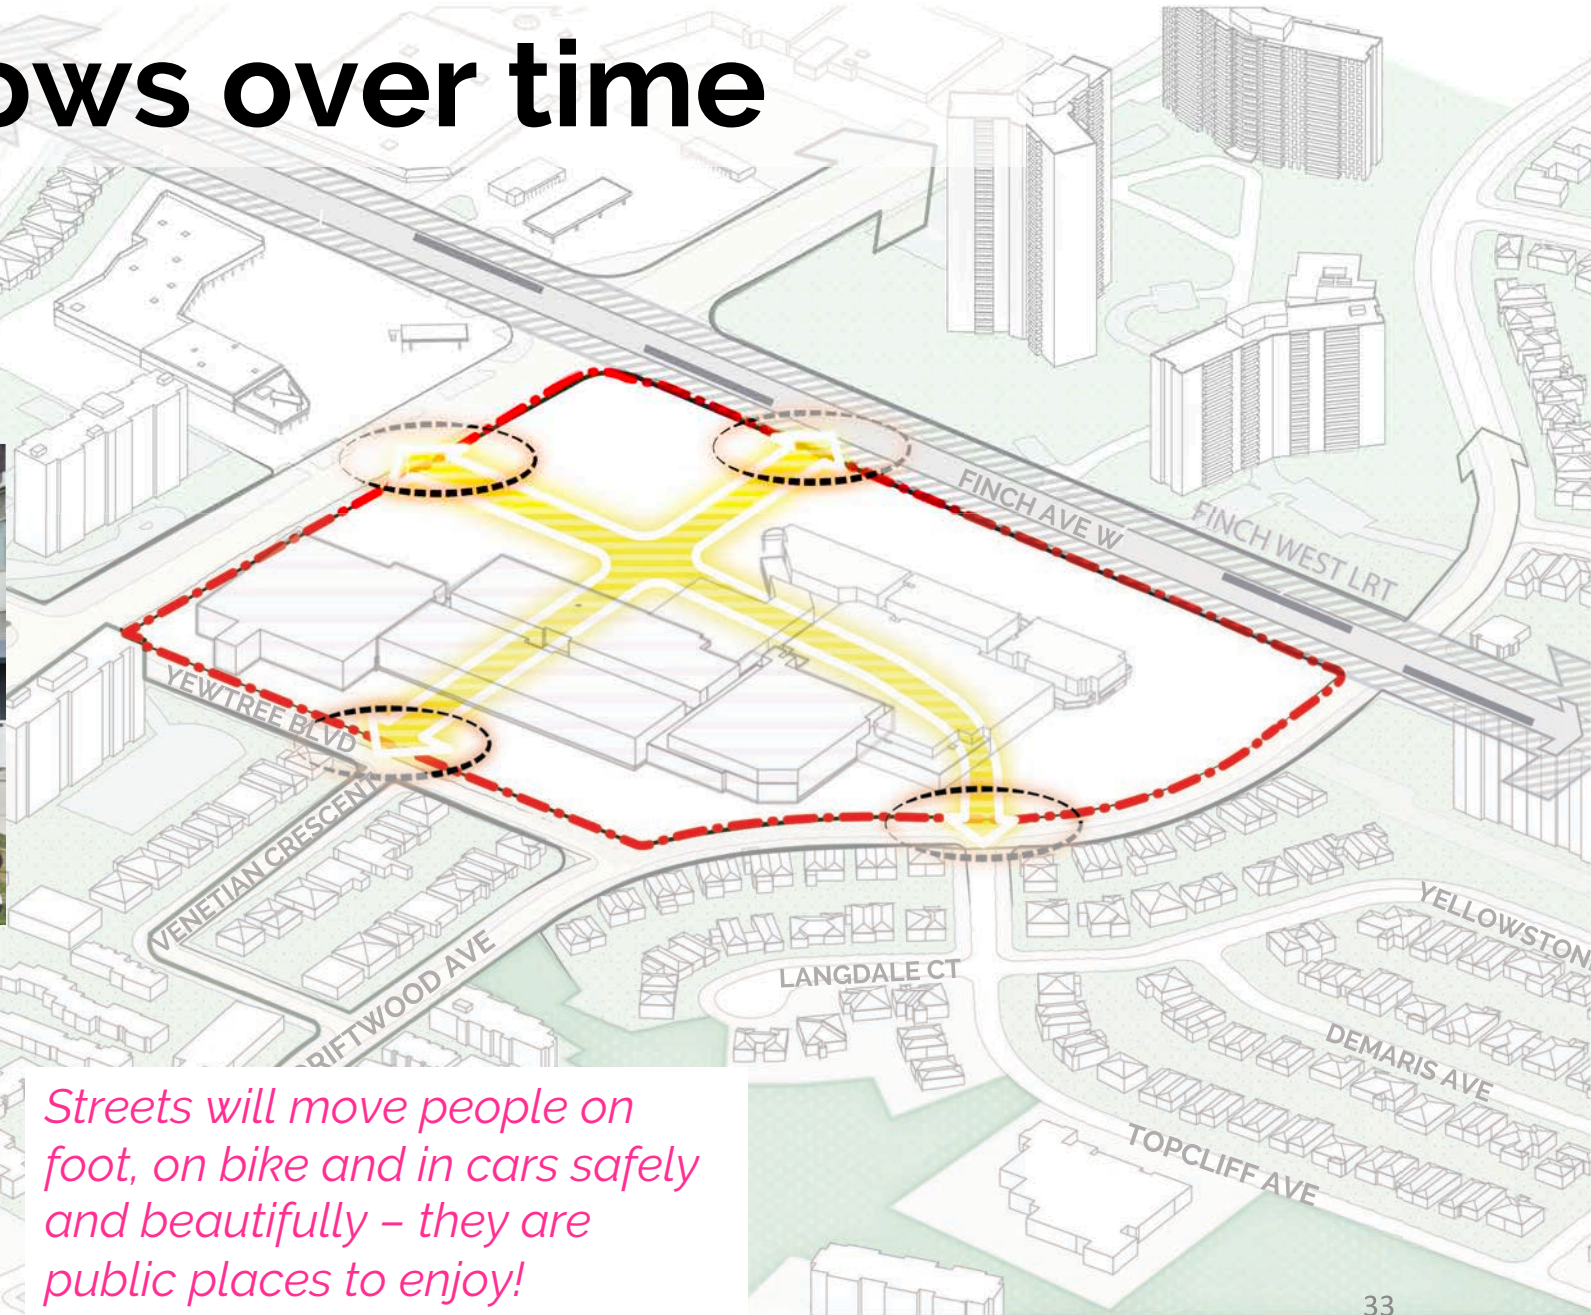 ows over time
FINCH AVE W
FINCH WEST LRT
YEWTREE BLVD
VENETIAN CRESCENT
RIFTWOOD AVE
LANGDALE CT
YELLOWSTON
DEMARIS AVE
TOPCLIFF AVE
Streets will move people on
foot, on bike and in cars safely
and beautifully – they are
public places to enjoy!
33